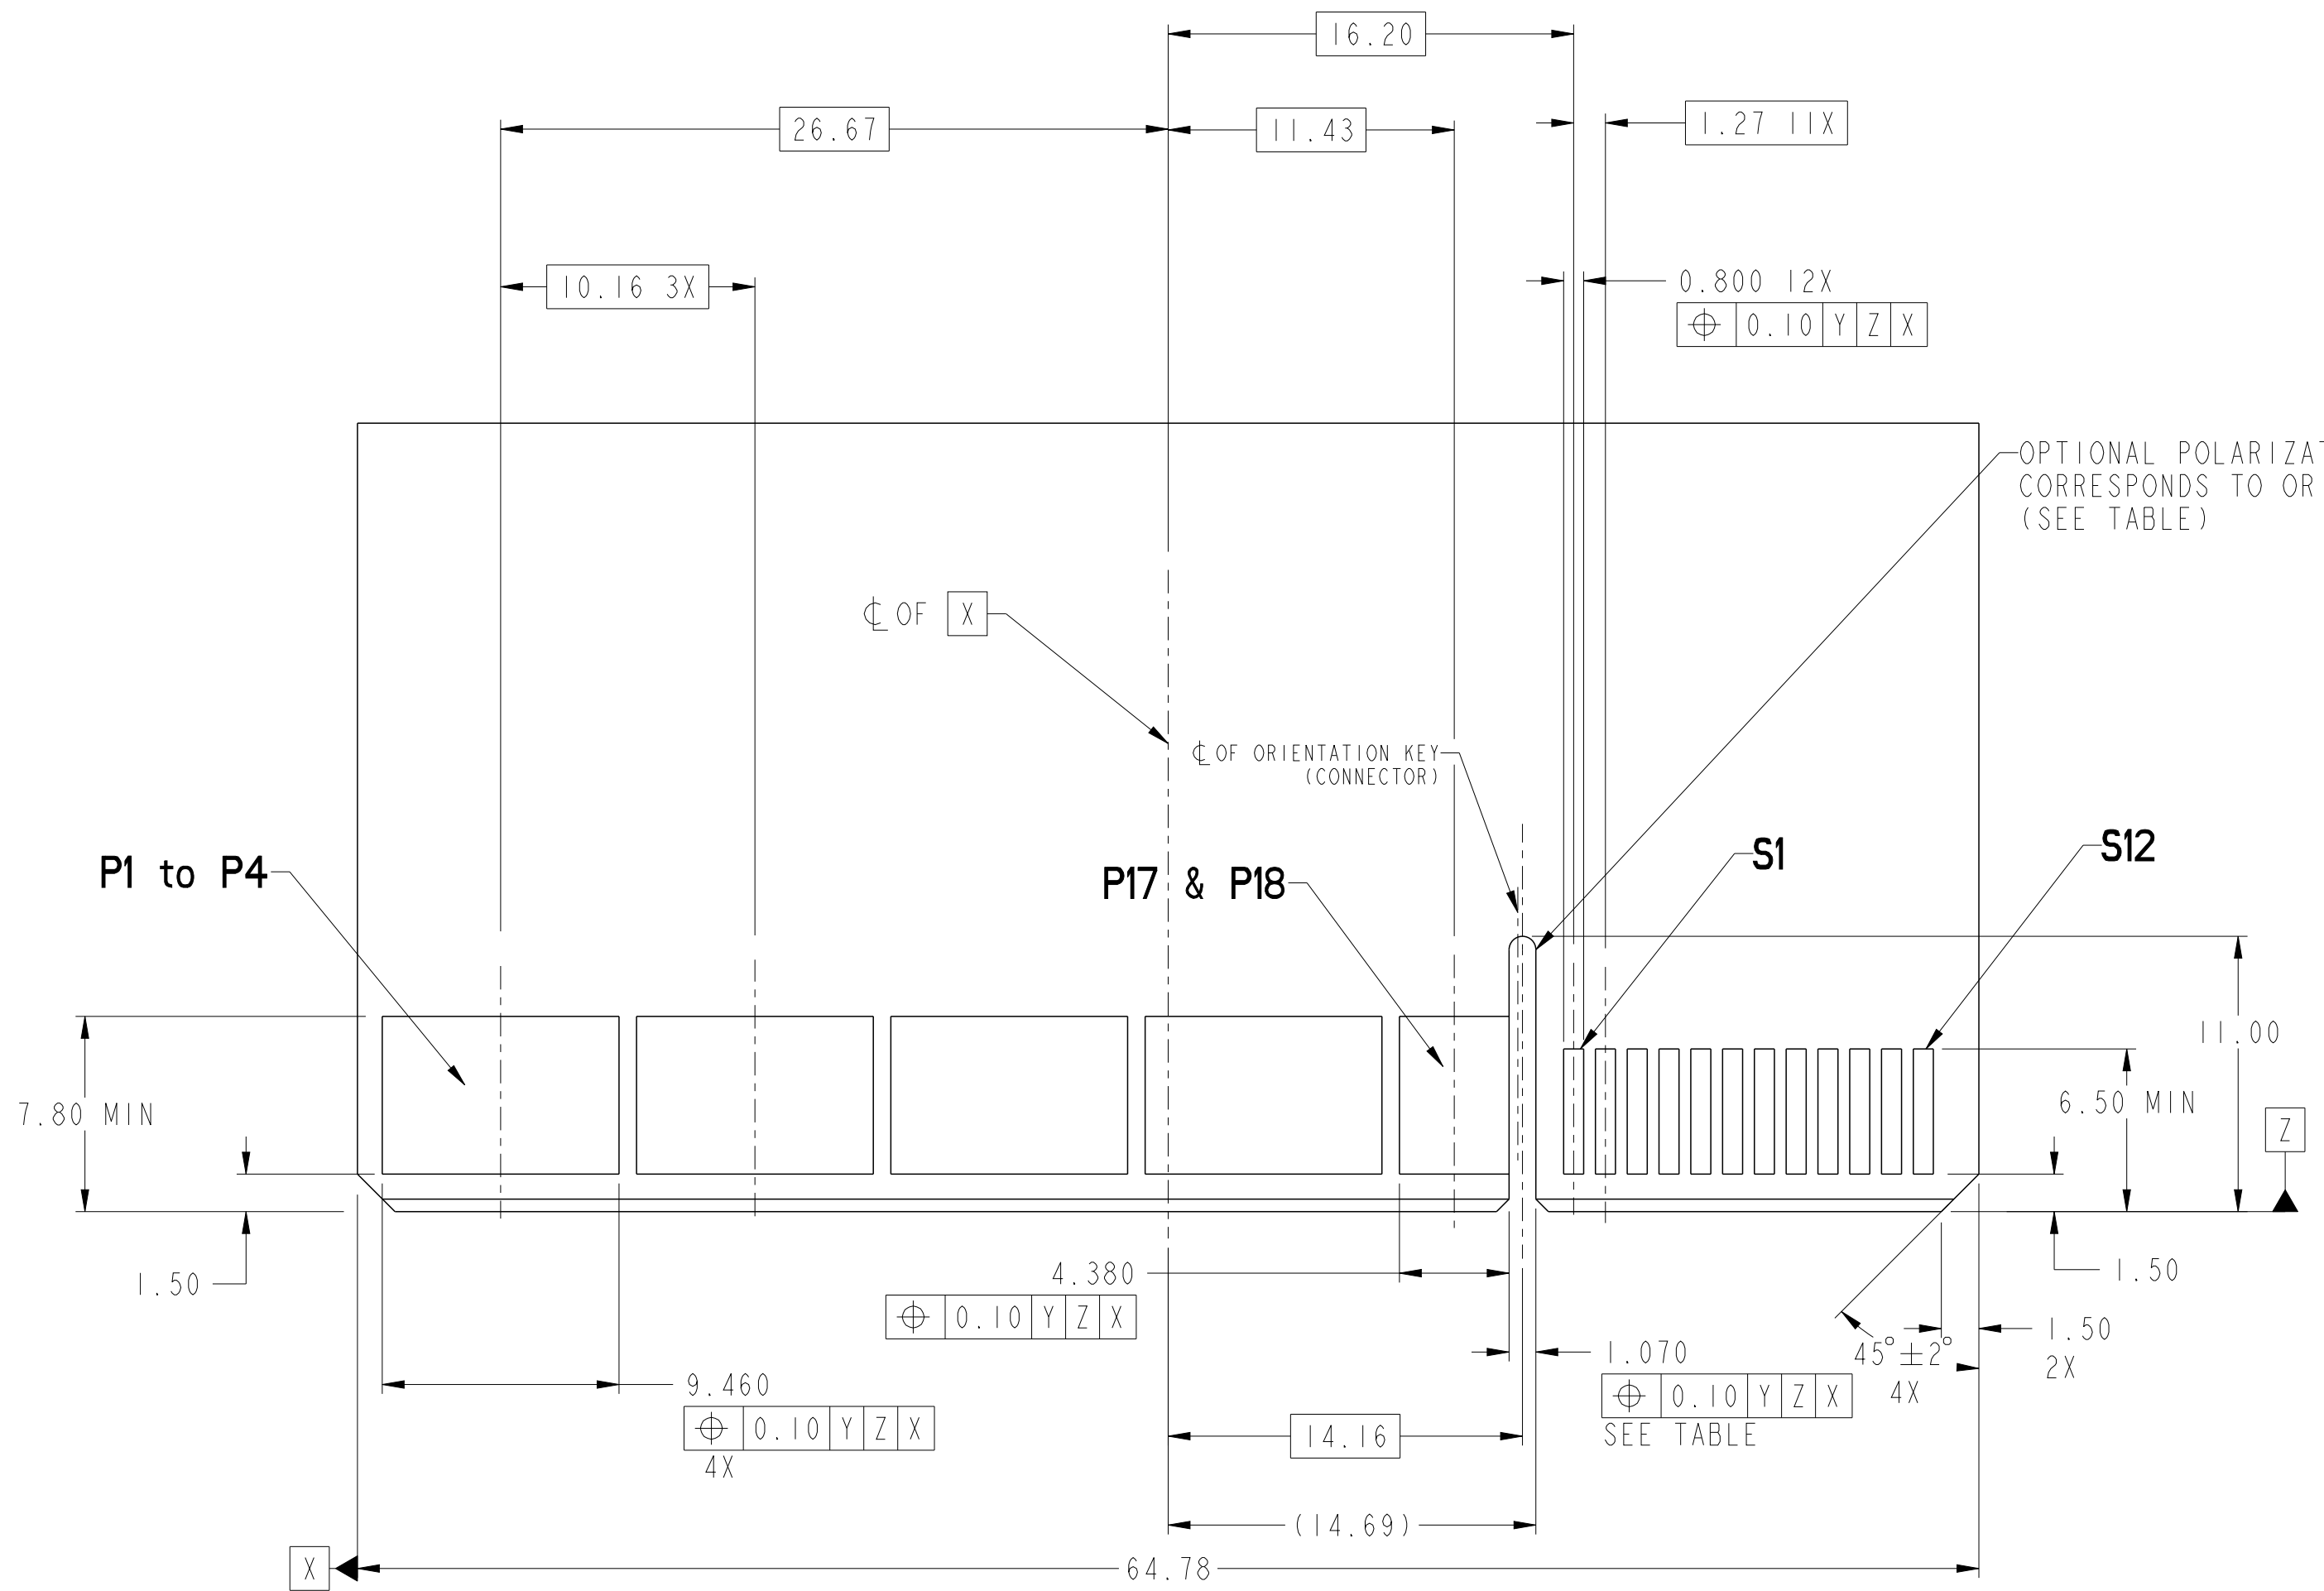 16.20
26.67
11.43
1.27 11X
10.16 3X
0.800 12X
⌖ 0.10 Y Z X
OPTIONAL
CORRESPONDS TO
(SEE TABLE)
℄ OF X
℄ OF ORIENTATION KEY
(CONNECTOR)
P1 to P4
P17 & P18
S1
S12
11.00
7.80 MIN
6.50 MIN
Z
1.50
4.380
⌖ 0.10 Y Z X
1.50
1.50
2X
45°±2°
4X
1.070
⌖ 0.10 Y Z X
SEE TABLE
9.460
⌖ 0.10 Y Z X
4X
14.16
(14.69)
X
64.78